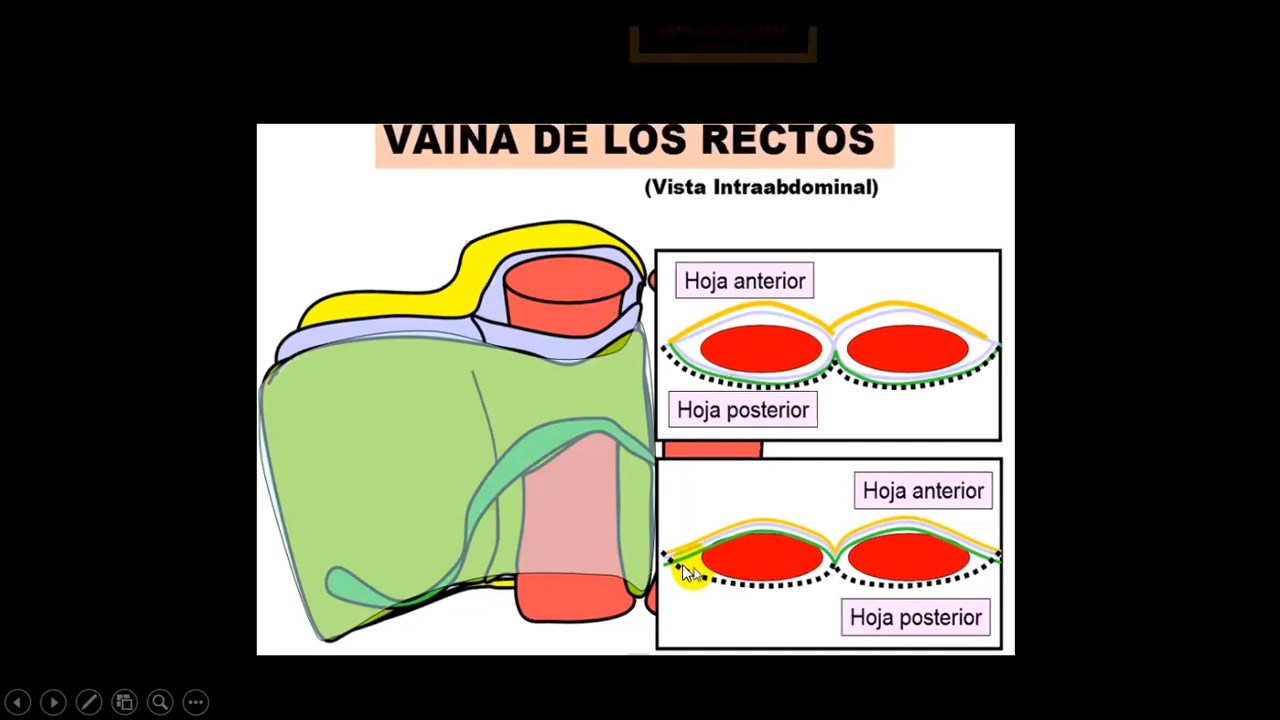 VAINA DE LOS RECTOS
(Vista Intraabdominal)
Hoja anterior
Hoja posterior
Hoja anterior
Hoja posterior